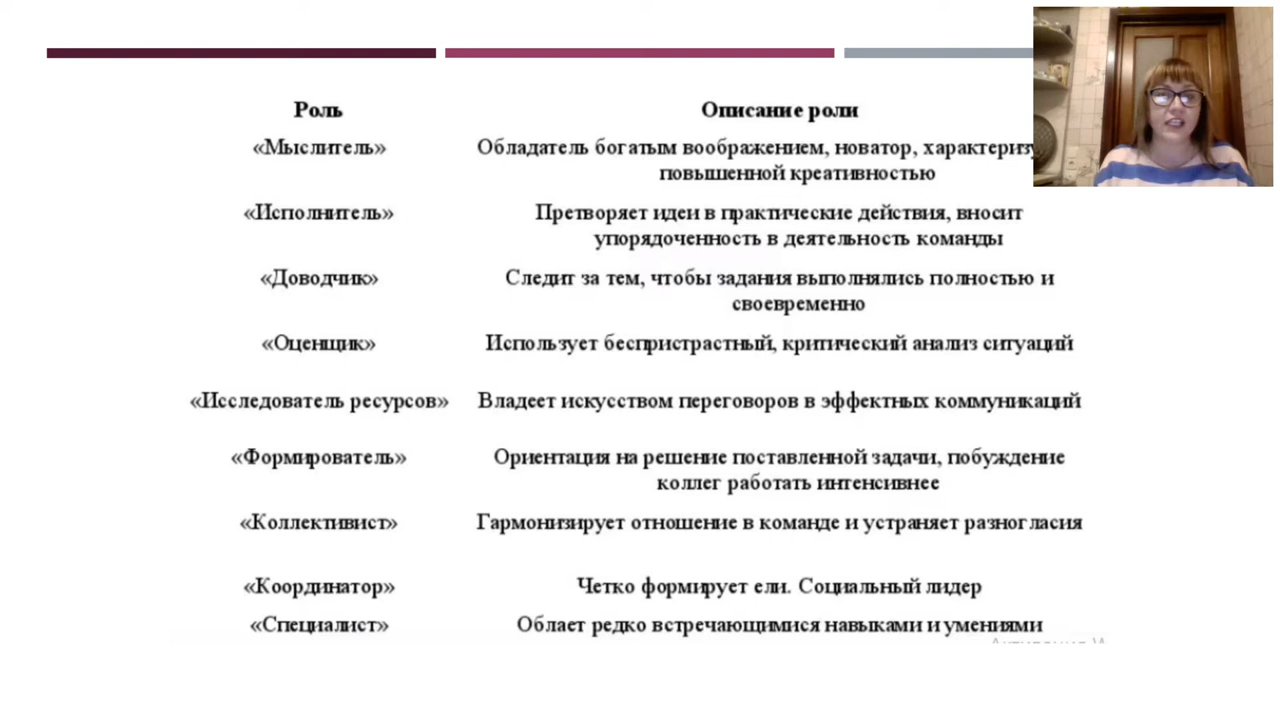 Роль Описание роли
«Мыслитель» Обладатель богатым воображением, новатор,
повышенной креативностью
«Исполнитель» Претворяет идеи в практические действия, вносит
упорядоченность в деятельность команды
«Доводчик» Следит за тем, чтобы задания выполнялись полностью и
своевременно
«Оценщик» Использует беспристрастный, критический анализ ситуаций
«Исследователь ресурсов» Владеет искусством переговоров в эффектных коммуникаций
«Формирователь» Ориентация на решение поставленной задачи, побуждение
коллег работать интенсивнее
«Коллективист» Гармонизирует отношение в команде и устраняет разногласия
«Координатор» Четко формирует ели. Социальный лидер
«Специалист» Облает редко встречающимися навыками и умениями